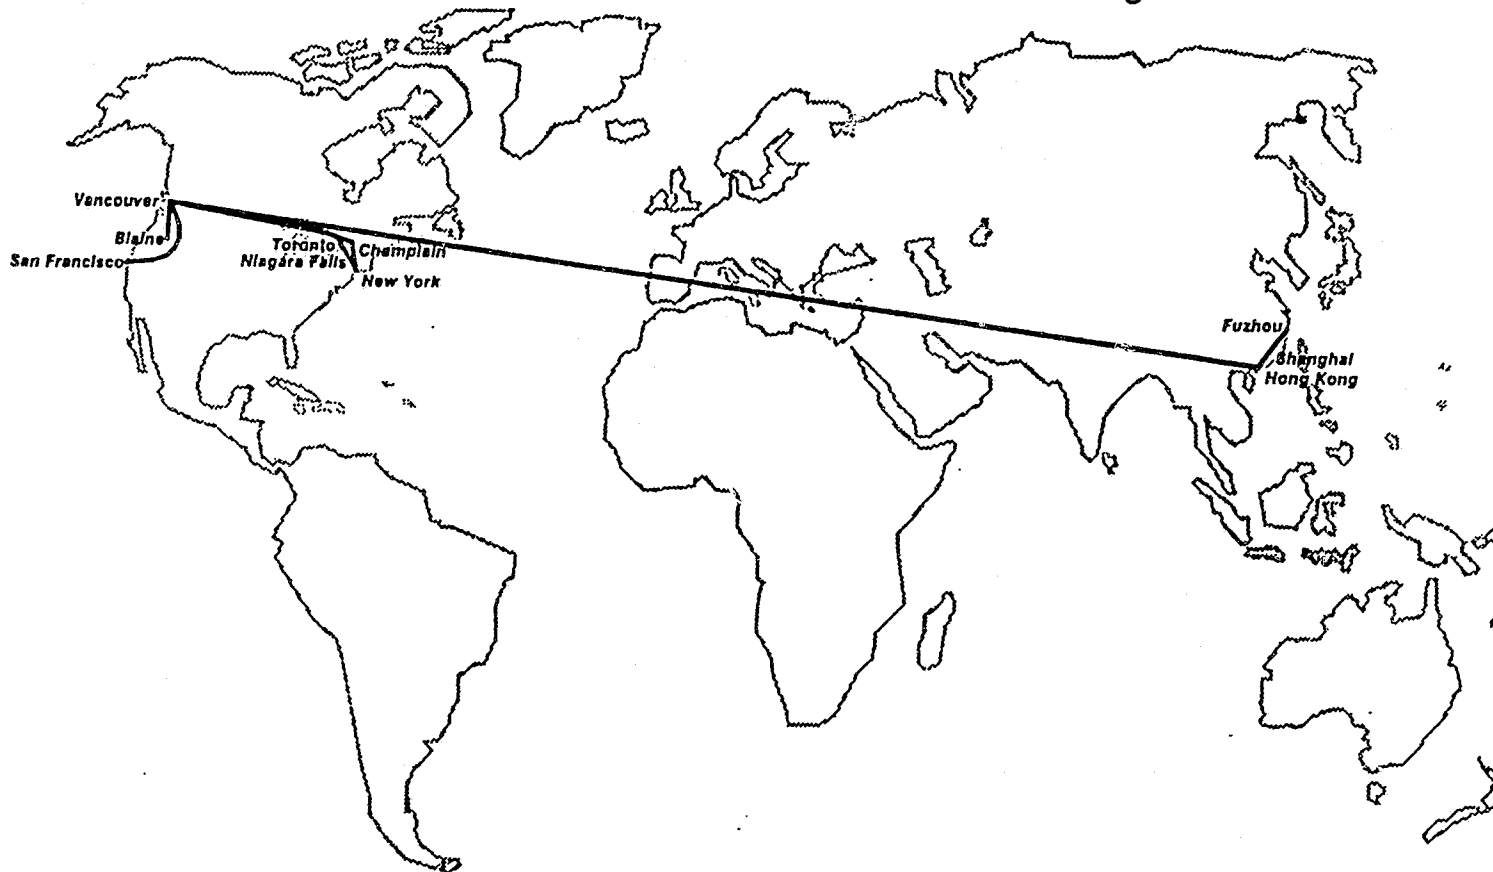 Vancouver
Blaine
San Francisco
Toronto
Champlain
Niagara Falls
New York
Fuzhou
Shanghai
Hong Kong